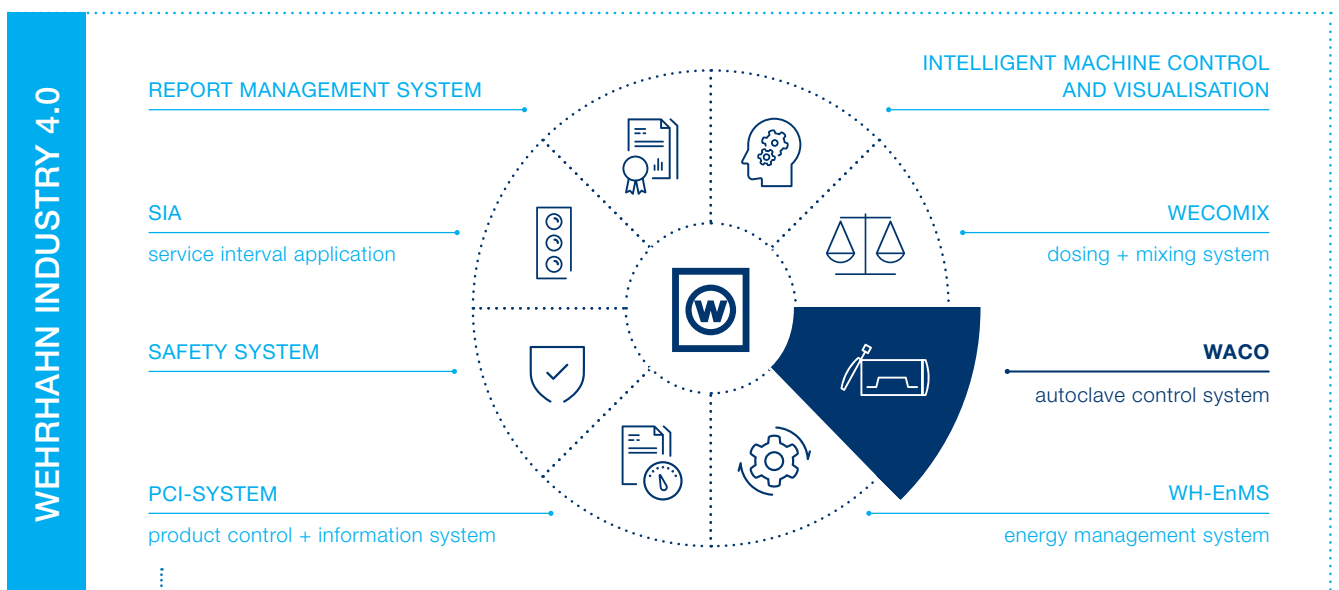 WEHRHAHN INDUSTRY 4.0
REPORT MANAGEMENT SYSTEM
SIA
service interval application
SAFETY SYSTEM
PCI-SYSTEM
product control + information system
W
INTELLIGENT MACHINE CONTROL
AND VISUALISATION
WECOMIX
dosing + mixing system
WACO
autoclave control system
WH-EnMS
energy management system